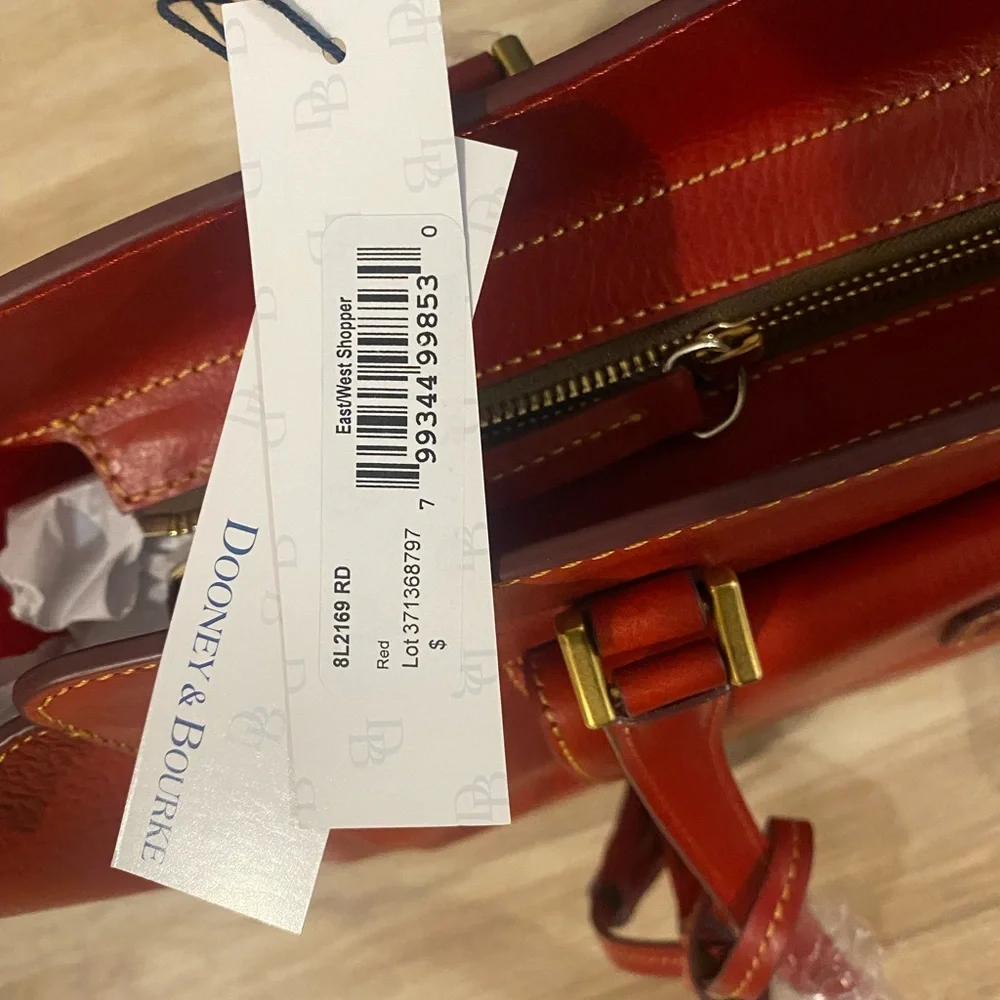 East/West Shopper
7 99344 99853 0
8L2169 RD
Red
Lot 371368797
$
DOONEY & BOURKE